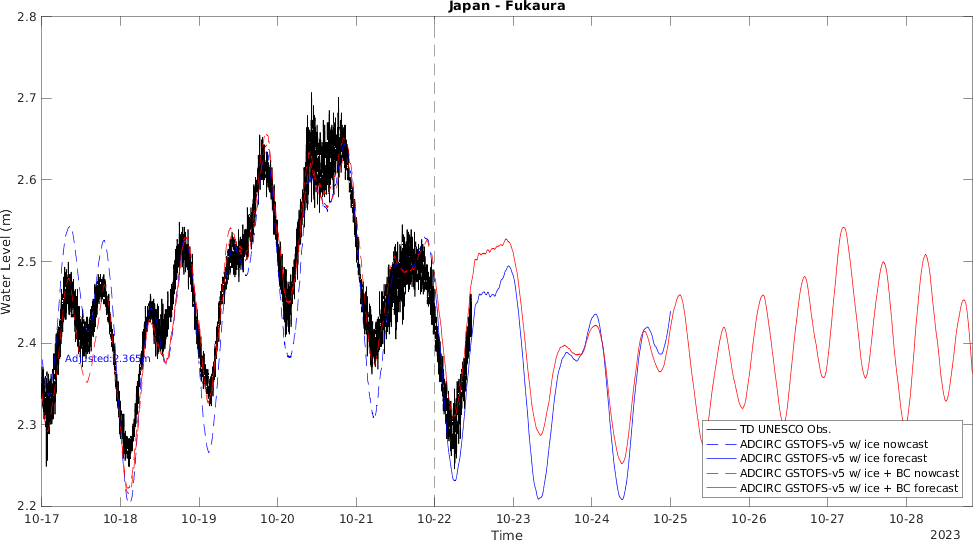 Japan - Fukaura
2.8
2.7
2.6
2.5
2.4
2.3
2.2
Water Level (m)
Adjusted:2.365m
TD UNESCO Obs.
ADCIRC GSTOFS-v5 w/ ice nowcast
ADCIRC GSTOFS-v5 w/ ice forecast
ADCIRC GSTOFS-v5 w/ ice + BC nowcast
ADCIRC GSTOFS-v5 w/ ice + BC forecast
10-17 10-18 10-19 10-20 10-21 10-22 10-23 10-24 10-25 10-26 10-27 10-28
Time
2023